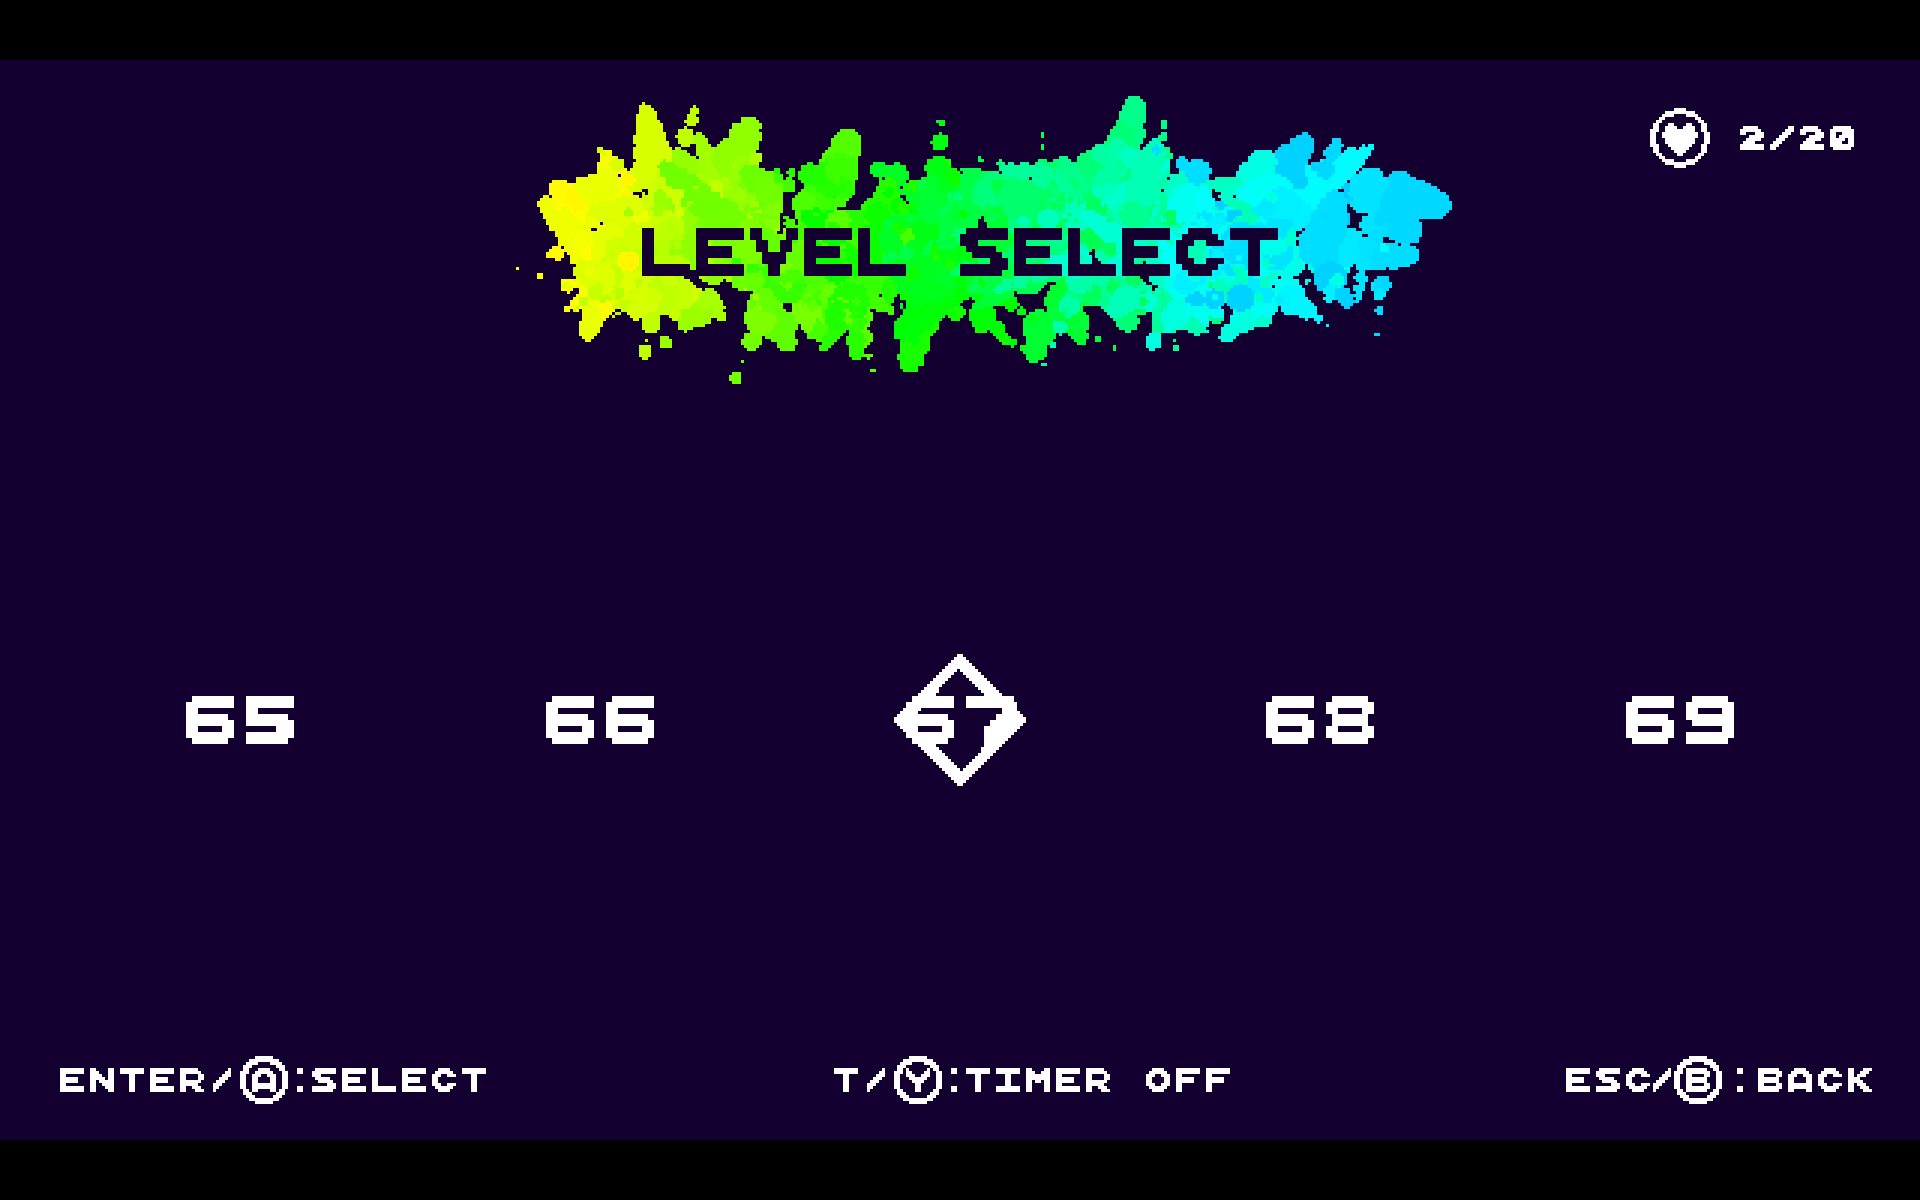 LEVEL SELECT
2/20
65 66 67 68 69
ENTER/A:SELECT T/Y:TIMER OFF ESC/B:BACK